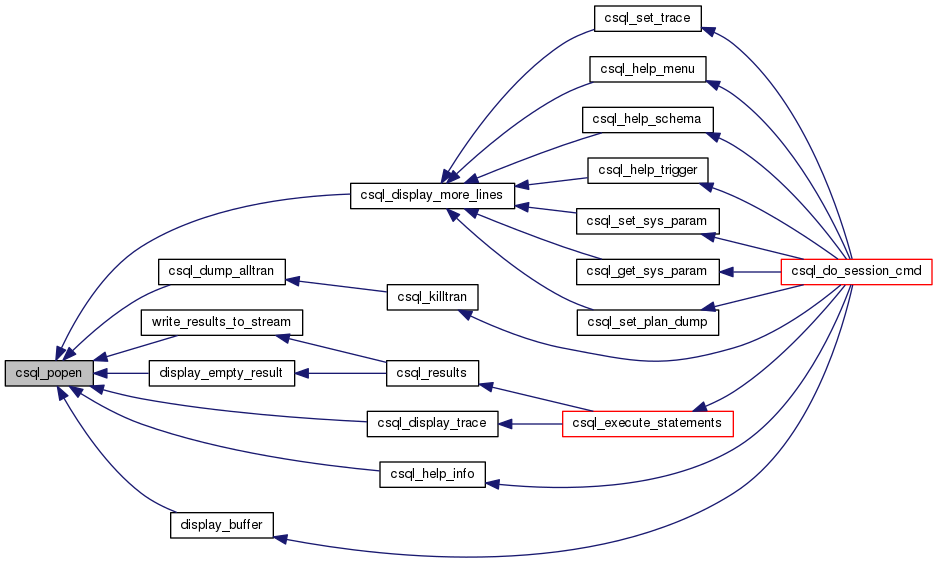 csql_set_trace
csql_help_menu
csql_help_schema
csql_help_trigger
csql_display_more_lines
csql_set_sys_param
csql_dump_alltran
csql_get_sys_param
csql_do_session_cmd
csql_killtran
write_results_to_stream
csql_set_plan_dump
csql_popen
display_empty_result
csql_results
csql_display_trace
csql_execute_statements
csql_help_info
display_buffer